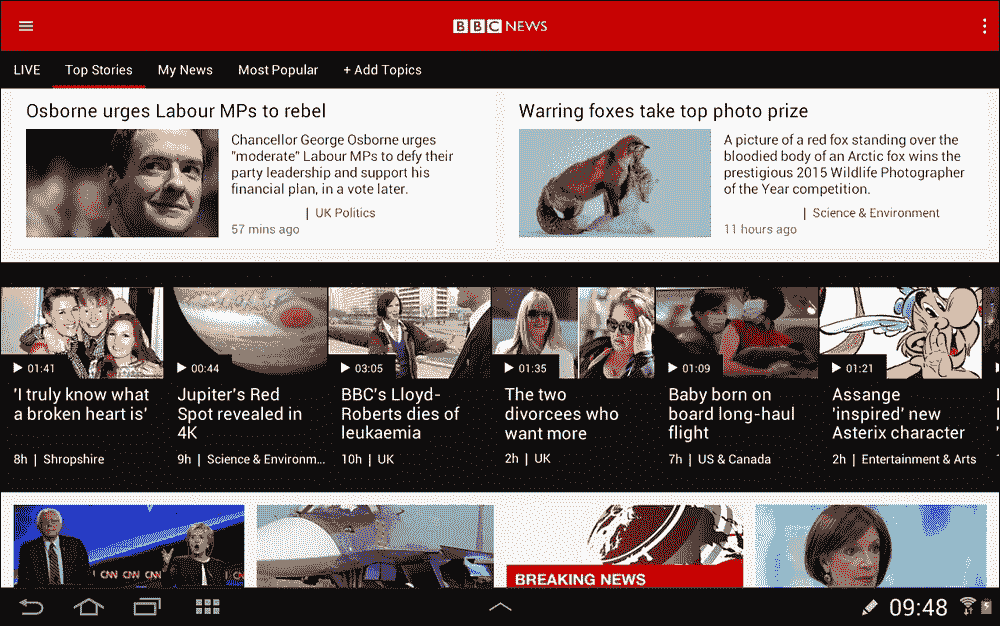 BBC NEWS
LIVE Top Stories My News Most Popular + Add Topics
Osborne urges Labour MPs to rebel
Chancellor George Osborne urges
"moderate" Labour MPs to defy their
party leadership and support his
financial plan, in a vote later.
| UK Politics
57 mins ago
Warring foxes take top photo prize
A picture of a red fox standing over the
bloodied body of an Arctic fox wins the
prestigious 2015 Wildlife Photographer
of the Year competition.
| Science & Environment
11 hours ago
01:41
'I truly know what
a broken heart is'
8h | Shropshire
00:44
Jupiter's Red
Spot revealed in
4K
9h | Science & Environm...
03:05
BBC's Lloyd-
Roberts dies of
leukaemia
10h | UK
01:35
The two
divorcees who
want more
2h | UK
01:09
Baby born on
board long-haul
flight
7h | US & Canada
01:21
Assange
'inspired' new
Asterix character
2h | Entertainment & Arts
CNN CNN CNN
BREAKING NEWS
09:48